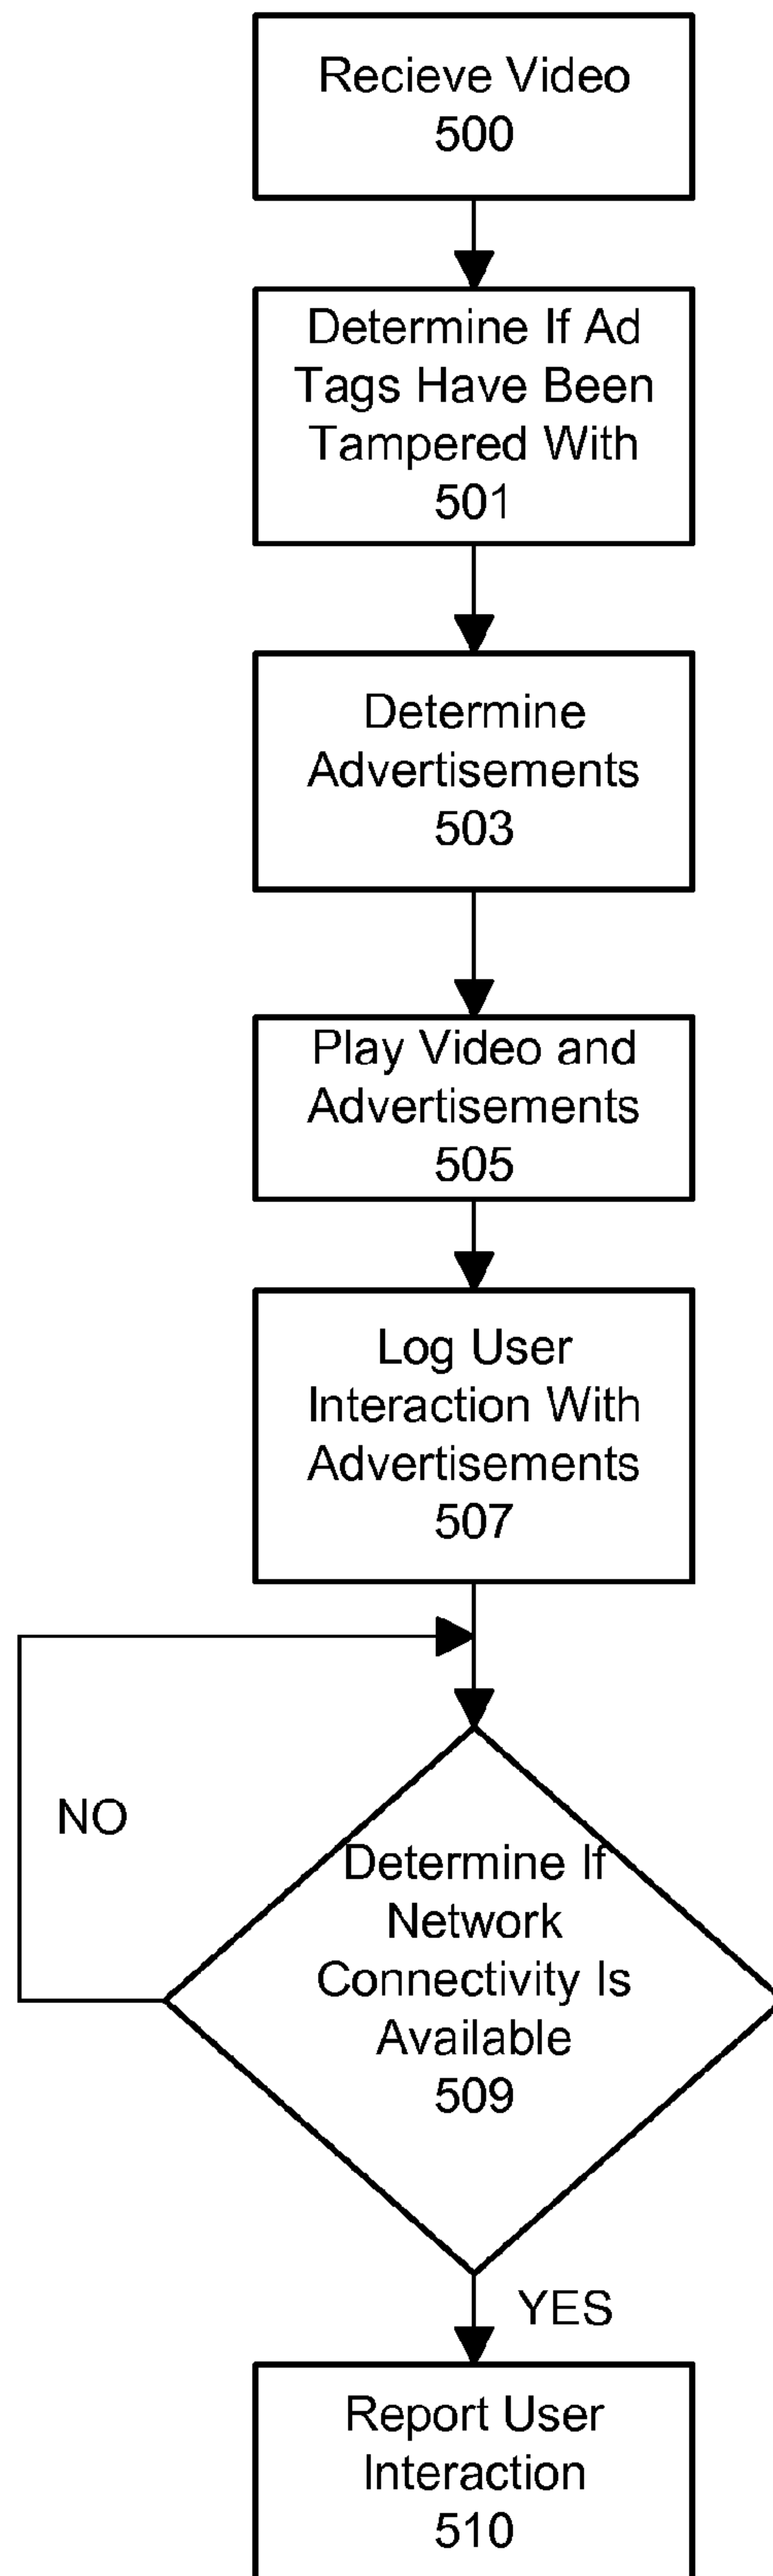 Recieve Video
500
Determine If Ad
Tags Have Been
Tampered With
501
Determine
Advertisements
503
Play Video and
Advertisements
505
Log User
Interaction With
Advertisements
507
NO
Determine If
Network
Connectivity Is
Available
509
YES
Report User
Interaction
510